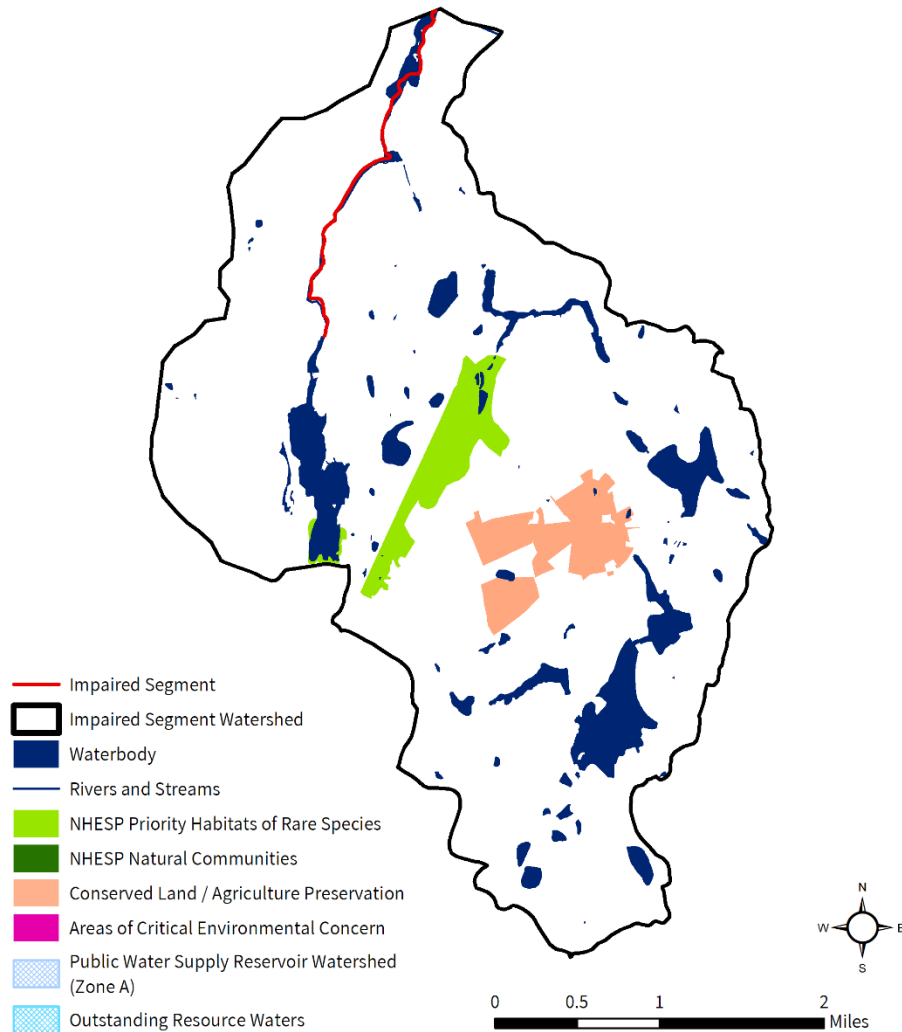 Impaired Segment
Impaired Segment Watershed
Waterbody
Rivers and Streams
NHESP Priority Habitats of Rare Species
NHESP Natural Communities
Conserved Land / Agriculture Preservation
Areas of Critical Environmental Concern
Public Water Supply Reservoir Watershed
(Zone A)
Outstanding Resource Waters
N
W E
S
0 0.5 1 2
Miles